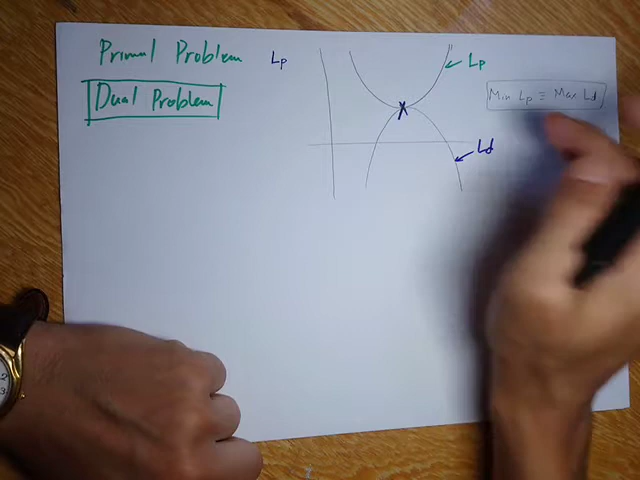 Primal Problem Lp
Dual Problem
Lp
Min Lp ≡ Max Ld
Ld